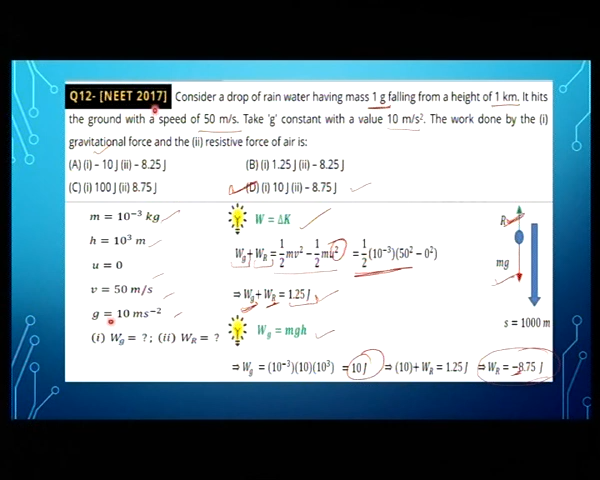 Q12- [NEET 2017] Consider a drop of rain water having mass 1 g falling from a height of 1 km. It hits
the ground with a speed of 50 m/s. Take 'g' constant with a value 10 m/s². The work done by the (i)
gravitational force and the (ii) resistive force of air is:
(A) (i) – 10 J (ii) – 8.25 J (B) (i) 1.25 J (ii) – 8.25 J
(C) (i) 100 J (ii) 8.75 J (D) (i) 10 J (ii) – 8.75 J
m = 10⁻³ kg
h = 10³ m
u = 0
v = 50 m/s
g = 10 ms⁻²
(i) W_g = ? ; (ii) W_R = ?
W = ΔK
W_g + W_R = 1/2 mv² − 1/2 mu² = 1/2 (10⁻³)(50² − 0²)
⇒ W_g + W_R = 1.25 J
W_g = mgh
⇒ W_g = (10⁻³)(10)(10³) = 10 J ⇒ (10) + W_R = 1.25 J ⇒ W_R = −8.75 J
R
mg
s = 1000 m